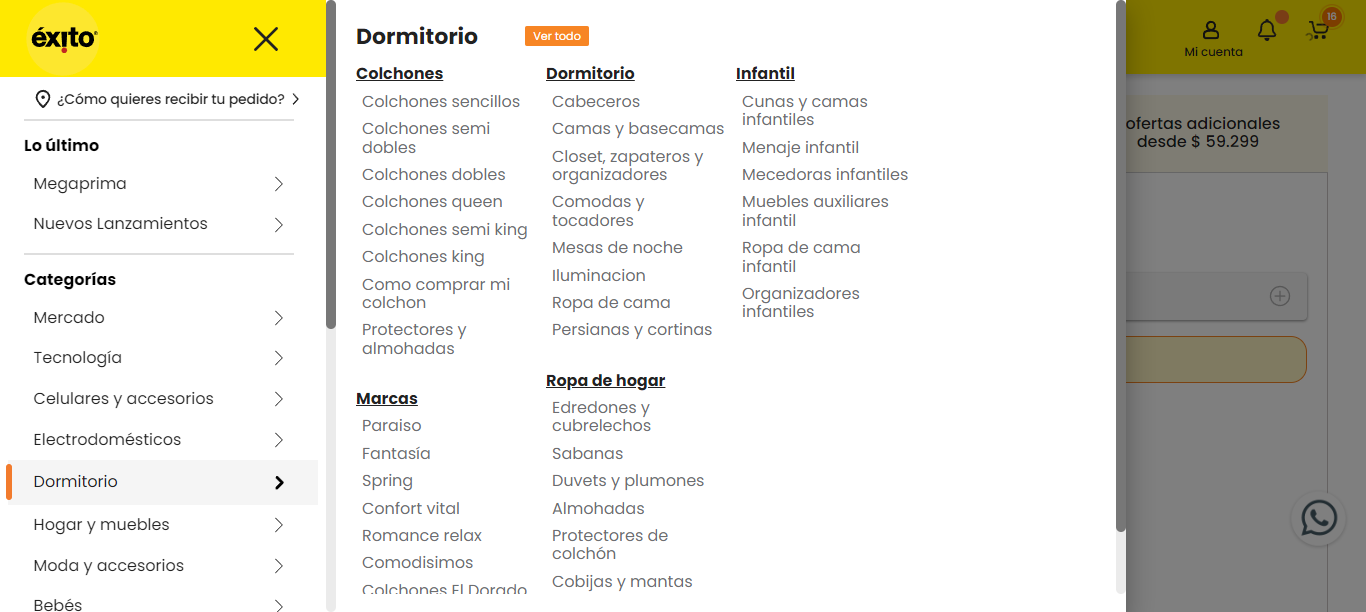 éxito
¿Cómo quieres recibir tu pedido?
Lo último
Megaprima
Nuevos Lanzamientos
Categorías
Mercado
Tecnología
Celulares y accesorios
Electrodomésticos
Dormitorio
Hogar y muebles
Moda y accesorios
Bebés
Dormitorio
Ver todo
Colchones
Colchones sencillos
Colchones semi
dobles
Colchones dobles
Colchones queen
Colchones semi king
Colchones king
Como comprar mi
colchon
Protectores y
almohadas
Marcas
Paraiso
Fantasía
Spring
Confort vital
Romance relax
Comodisimos
Colchones El Dorado
Dormitorio
Cabeceros
Camas y basecamas
Closet, zapateros y
organizadores
Comodas y
tocadores
Mesas de noche
Iluminacion
Ropa de cama
Persianas y cortinas
Ropa de hogar
Edredones y
cubrelechos
Sabanas
Duvets y plumones
Almohadas
Protectores de
colchón
Cobijas y mantas
Infantil
Cunas y camas
infantiles
Menaje infantil
Mecedoras infantiles
Muebles auxiliares
infantil
Ropa de cama
infantil
Organizadores
infantiles
Mi cuenta
16
ofertas adicionales
desde $ 59.299